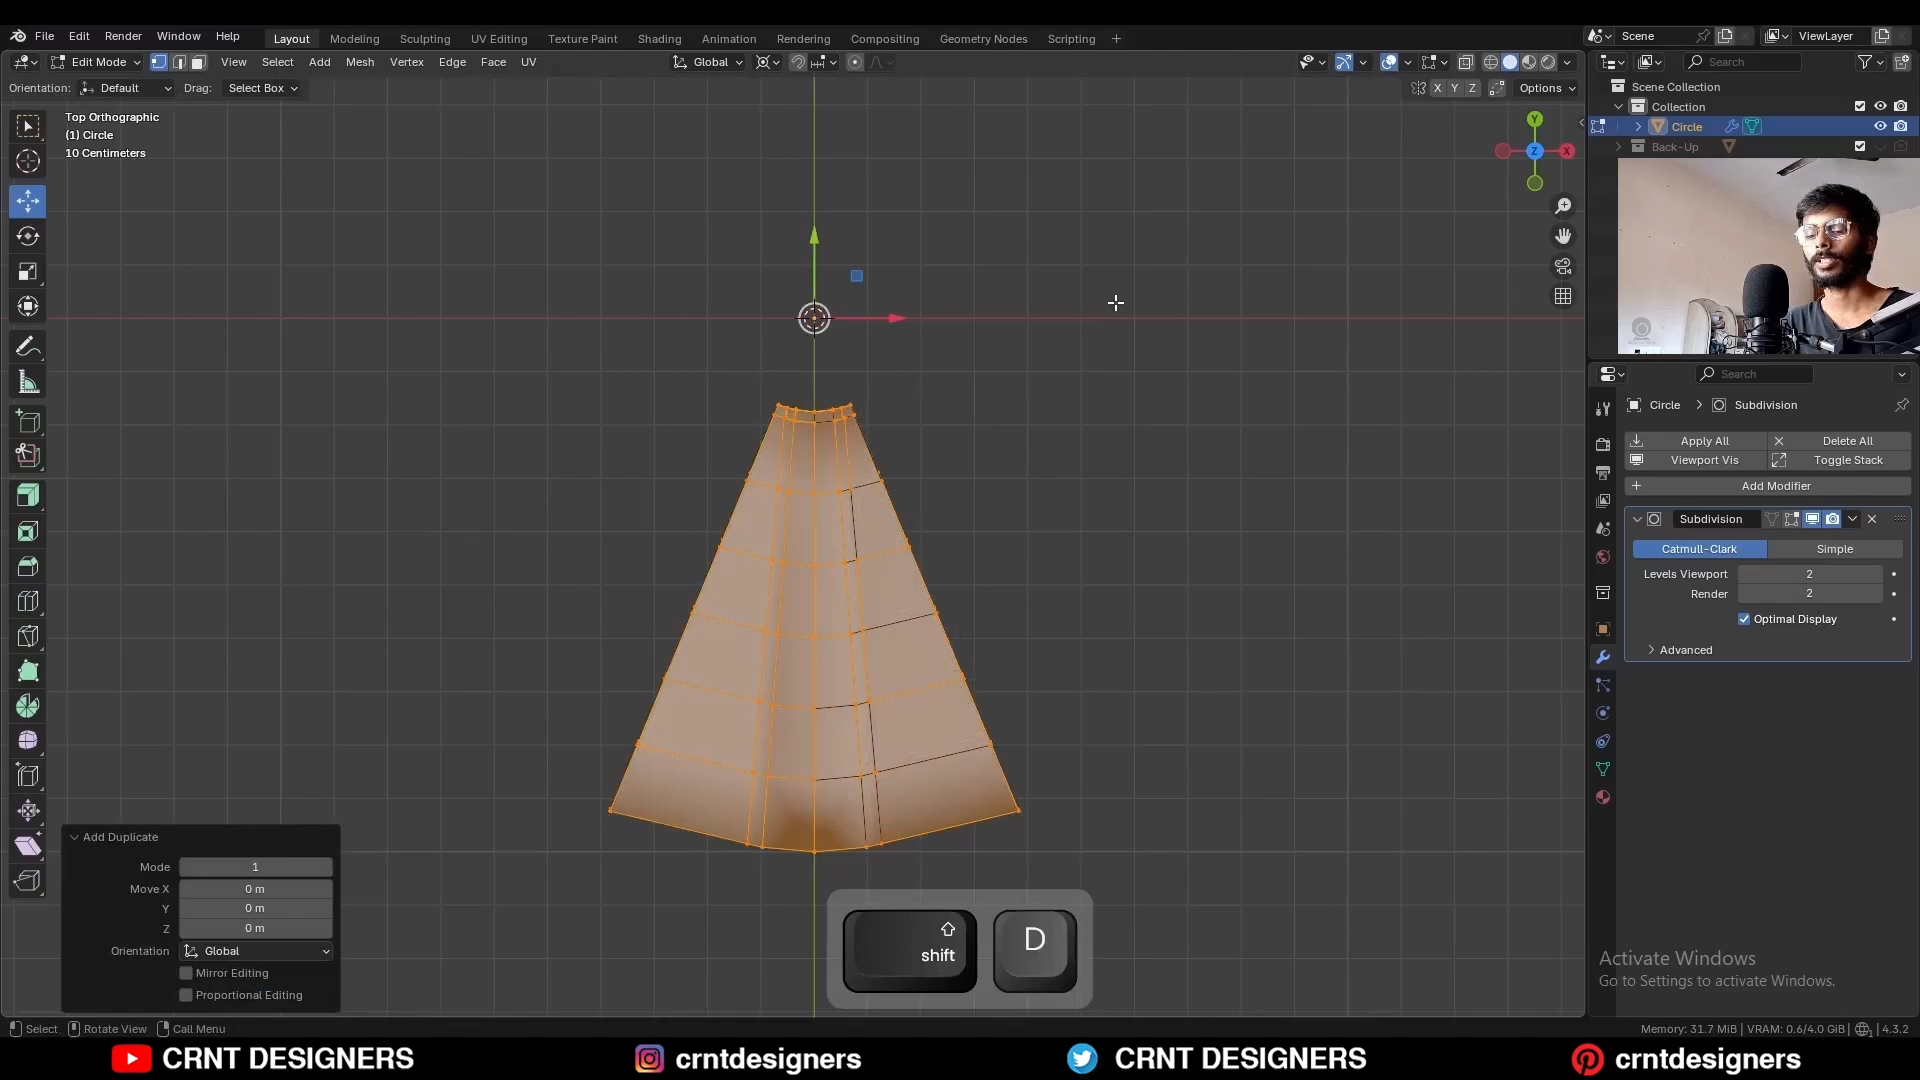 File Edit Render Window Help Layout Modeling Sculpting UV Editing Texture Paint Shading Animation Rendering Compositing Geometry Nodes Scripting + Scene ViewLayer
Edit Mode View Select Add Mesh Vertex Edge Face UV Global Search
Orientation: Default Drag: Select Box X Y Z Options
Scene Collection
Collection
Circle
Back-Up
Top Orthographic
(1) Circle
10 Centimeters
Y
Z X
Search
Circle > Subdivision
Apply All Delete All
Viewport Vis Toggle Stack
Add Modifier
Subdivision
Catmull-Clark Simple
Levels Viewport 2
Render 2
Optimal Display
Advanced
Add Duplicate
Mode 1
Move X 0 m
Y 0 m
Z 0 m
Orientation Global
Mirror Editing
Proportional Editing
shift D
Activate Windows
Go to Settings to activate Windows.
Select Rotate View Call Menu Memory: 31.7 MiB | VRAM: 0.6/4.0 GiB | 4.3.2
CRNT DESIGNERS crntdesigners CRNT DESIGNERS crntdesigners